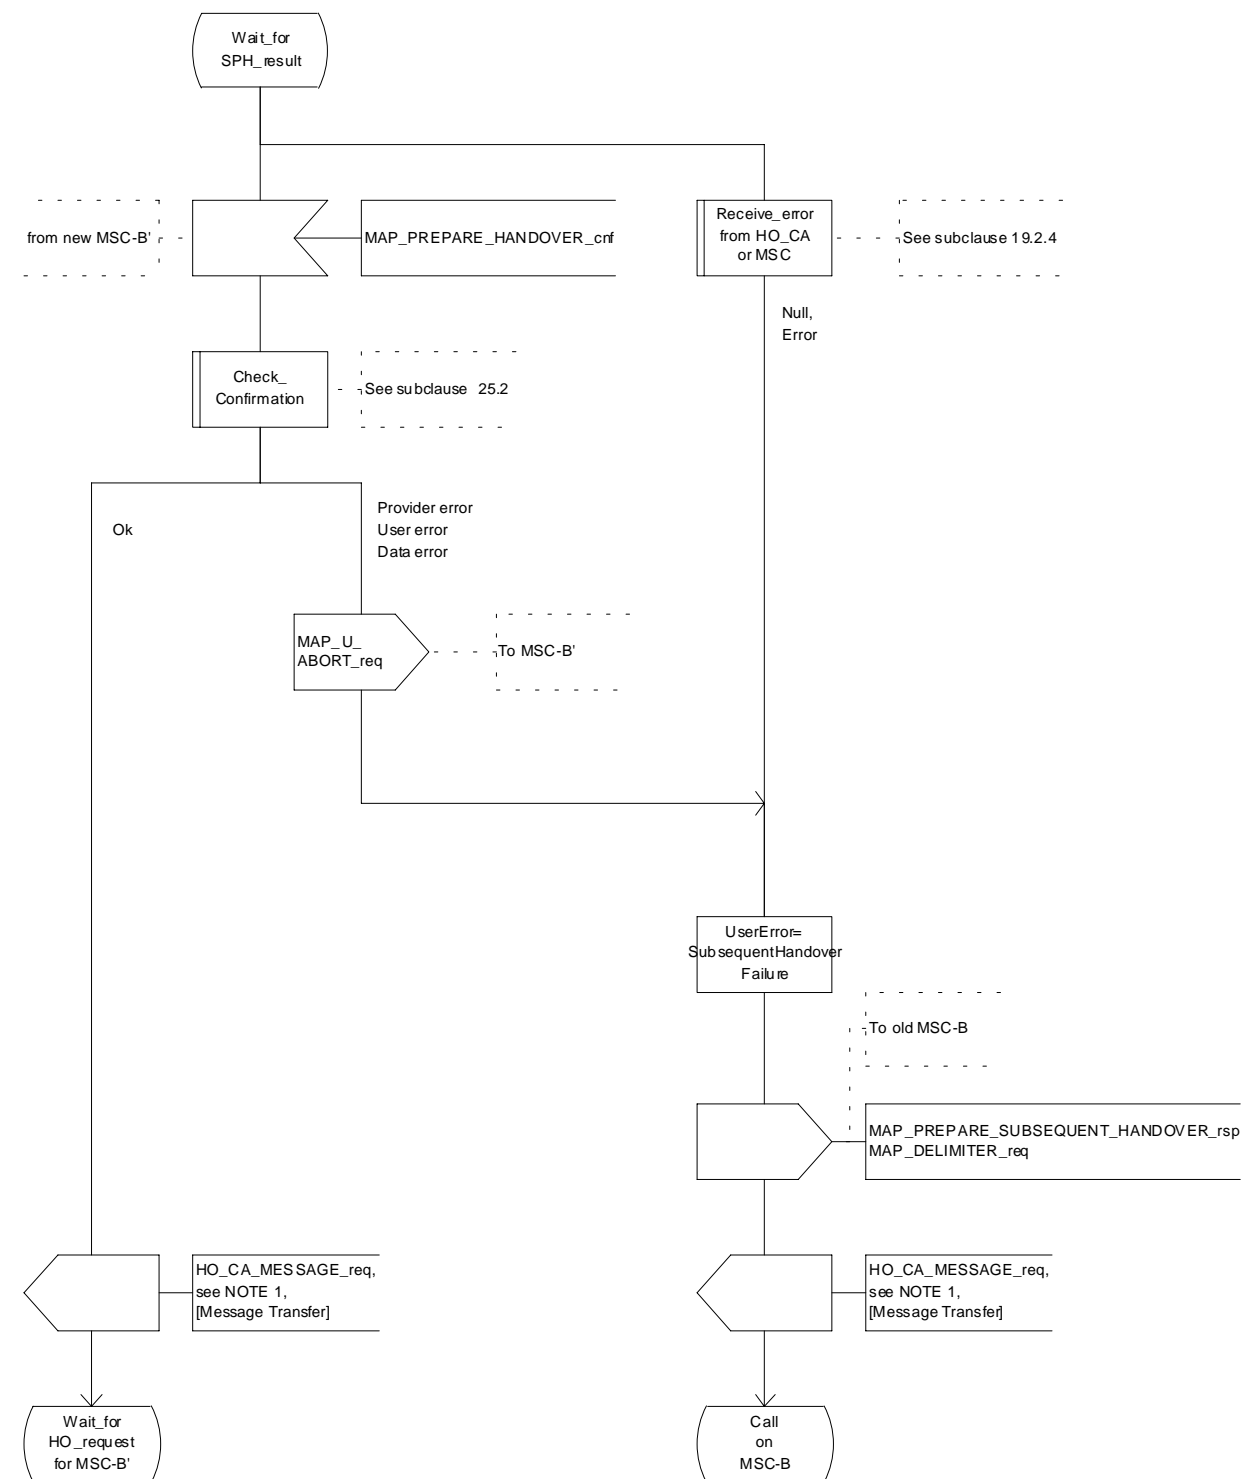 Wait_for
SPH_result
from new MSC-B'
MAP_PREPARE_HANDOVER_cnf
Receive_error
from HO_CA
or MSC
See subclause 19.2.4
Null,
Error
Check_
Confirmation
See subclause 25.2
Ok
Provider error
User error
Data error
MAP_U_
ABORT_req
To MSC-B'
UserError=
SubsequentHandover
Failure
To old MSC-B
MAP_PREPARE_SUBSEQUENT_HANDOVER_rsp
MAP_DELIMITER_req
HO_CA_MESSAGE_req,
see NOTE 1,
[Message Transfer]
HO_CA_MESSAGE_req,
see NOTE 1,
[Message Transfer]
Wait_for
HO_request
for MSC-B'
Call
on
MSC-B